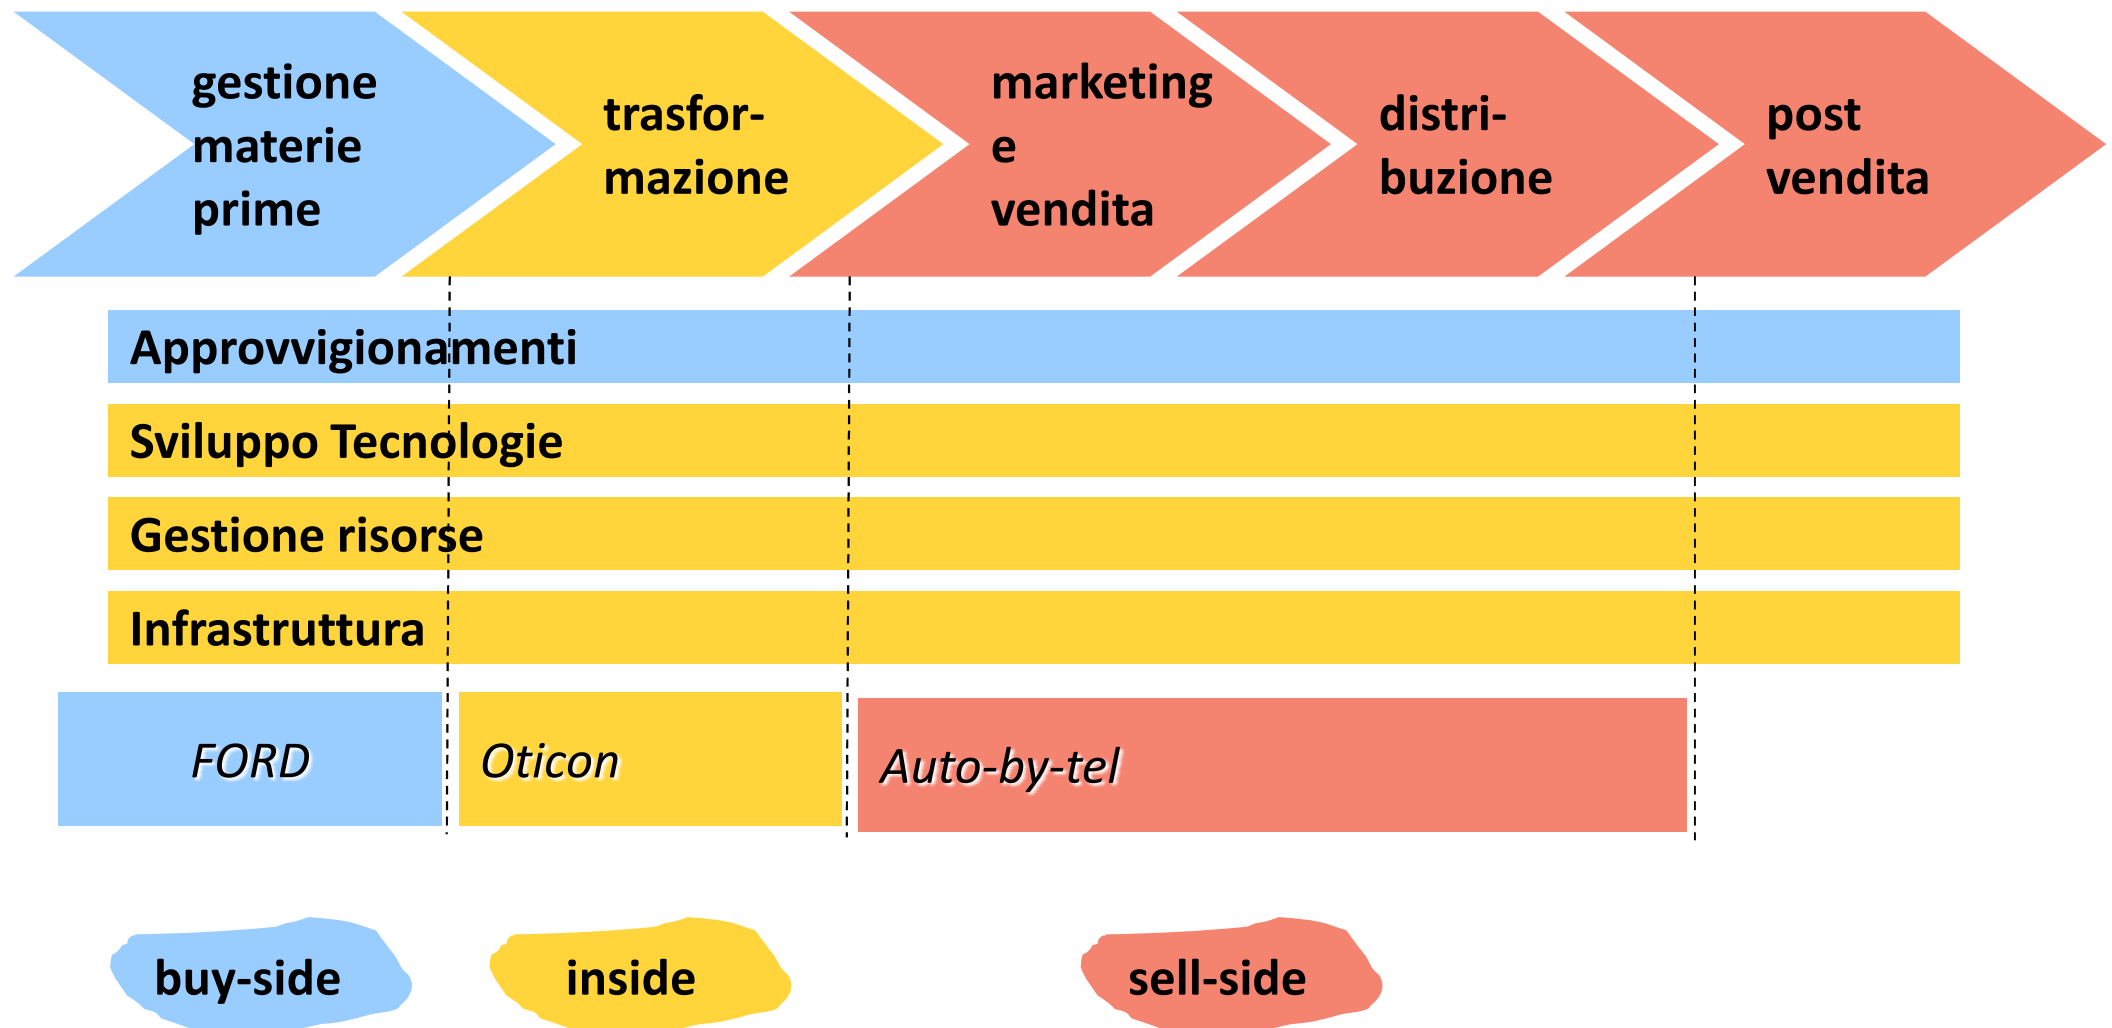 gestione
materie
prime
trasfor-
mazione
marketing
e
vendita
distri-
buzione
post
vendita
Approvvigionamenti
Sviluppo Tecnologie
Gestione risorse
Infrastruttura
FORD
Oticon
Auto-by-tel
buy-side
inside
sell-side